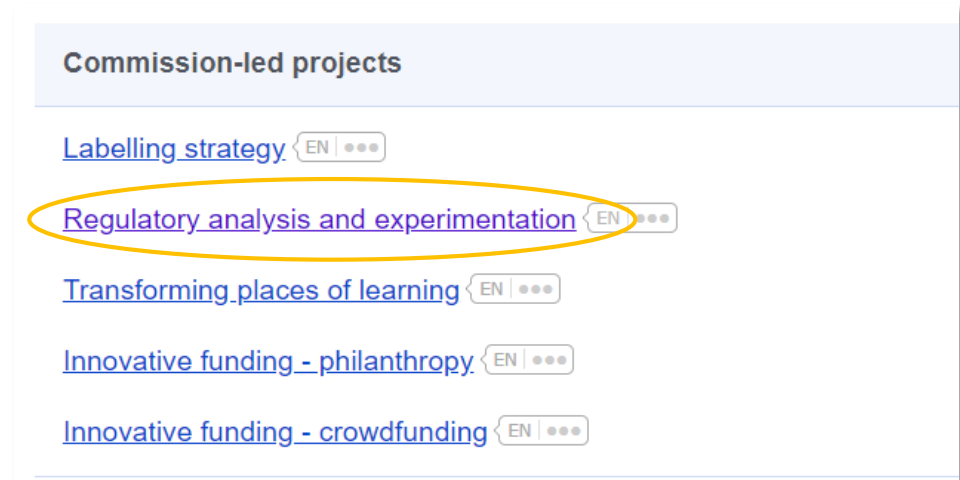 Commission-led projects
Labelling strategy EN
Regulatory analysis and experimentation EN
Transforming places of learning EN
Innovative funding - philanthropy EN
Innovative funding - crowdfunding EN